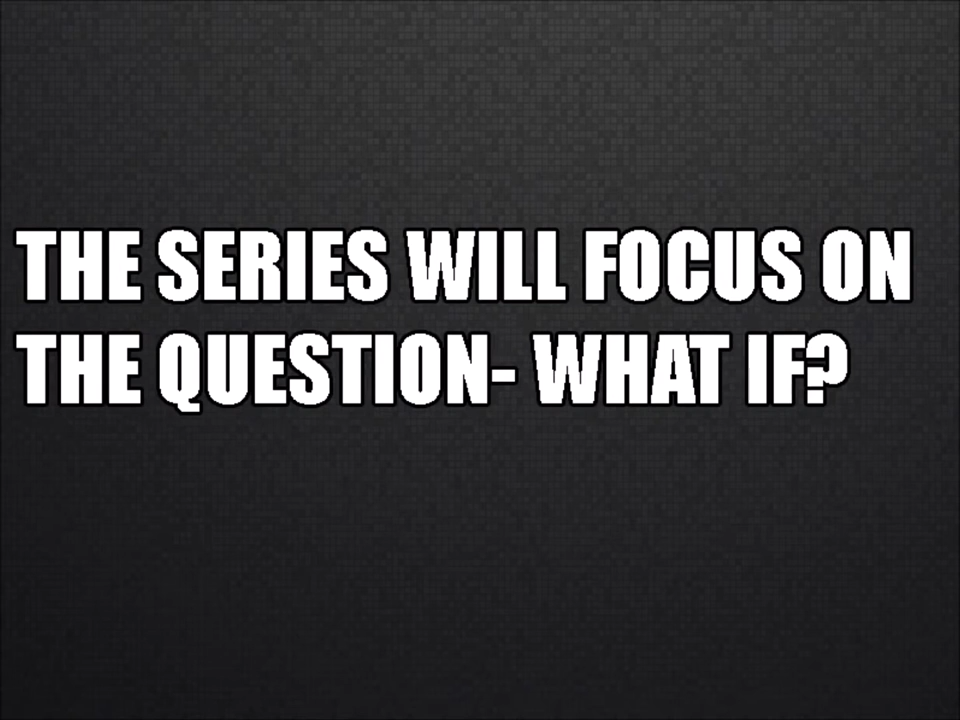 THE SERIES WILL FOCUS ON
THE QUESTION- WHAT IF?